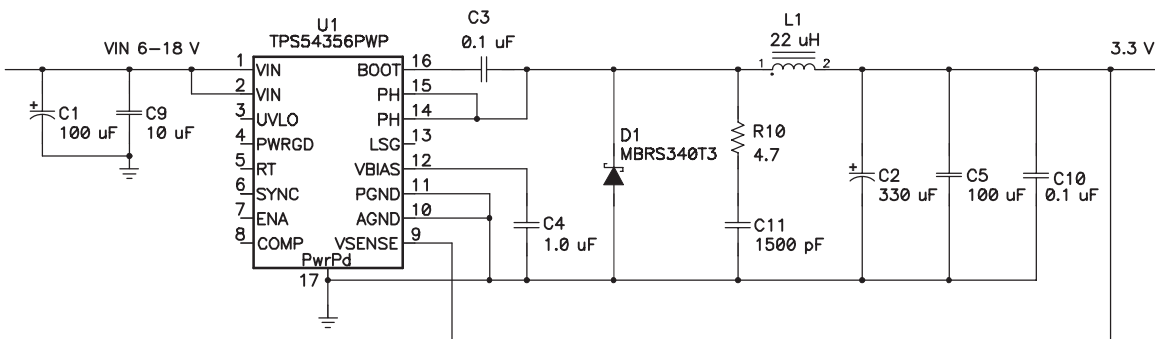 U1
TPS54356PWP
VIN 6-18 V
C3
0.1 uF
L1
22 uH
3.3 V
1 VIN
2 VIN
3 UVLO
4 PWRGD
5 RT
6 SYNC
7 ENA
8 COMP
BOOT 16
PH 15
PH 14
LSG 13
VBIAS 12
PGND 11
AGND 10
VSENSE 9
PwrPd
17
1 2
+
C1
100 uF
C9
10 uF
C4
1.0 uF
D1
MBRS340T3
R10
4.7
C11
1500 pF
+
C2
330 uF
C5
100 uF
C10
0.1 uF